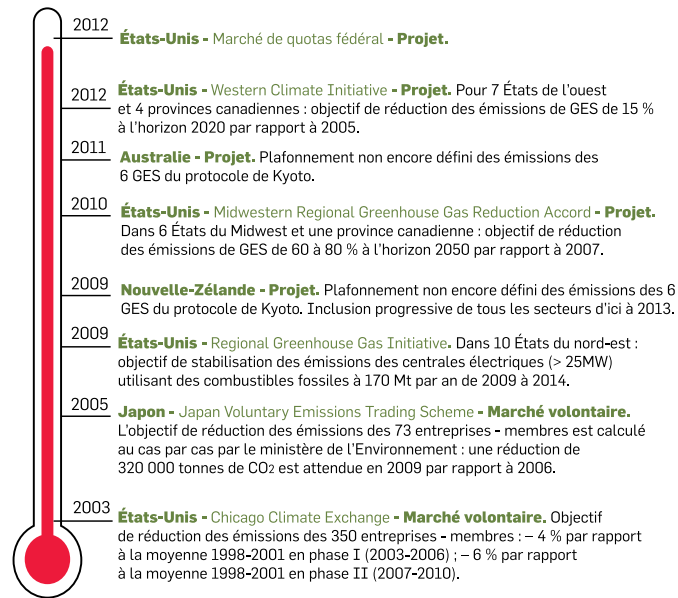 2012
États-Unis - Marché de quotas fédéral - Projet.
2012
États-Unis - Western Climate Initiative - Projet. Pour 7 États de l'ouest
et 4 provinces canadiennes : objectif de réduction des émissions de GES de 15 %
à l'horizon 2020 par rapport à 2005.
2011
Australie - Projet. Plafonnement non encore défini des émissions des
6 GES du protocole de Kyoto.
2010
États-Unis - Midwestern Regional Greenhouse Gas Reduction Accord - Projet.
Dans 6 États du Midwest et une province canadienne : objectif de réduction
des émissions de GES de 60 à 80 % à l'horizon 2050 par rapport à 2007.
2009
Nouvelle-Zélande - Projet. Plafonnement non encore défini des émissions des 6
GES du protocole de Kyoto. Inclusion progressive de tous les secteurs d'ici à 2013.
2009
États-Unis - Regional Greenhouse Gas Initiative. Dans 10 États du nord-est :
objectif de stabilisation des émissions des centrales électriques (> 25MW)
utilisant des combustibles fossiles à 170 Mt par an de 2009 à 2014.
2005
Japon - Japan Voluntary Emissions Trading Scheme - Marché volontaire.
L'objectif de réduction des émissions des 73 entreprises - membres est calculé
au cas par cas par le ministère de l'Environnement : une réduction de
320 000 tonnes de CO2 est attendue en 2009 par rapport à 2006.
2003
États-Unis - Chicago Climate Exchange - Marché volontaire. Objectif
de réduction des émissions des 350 entreprises - membres : – 4 % par rapport
à la moyenne 1998-2001 en phase I (2003-2006) ; – 6 % par rapport
à la moyenne 1998-2001 en phase II (2007-2010).